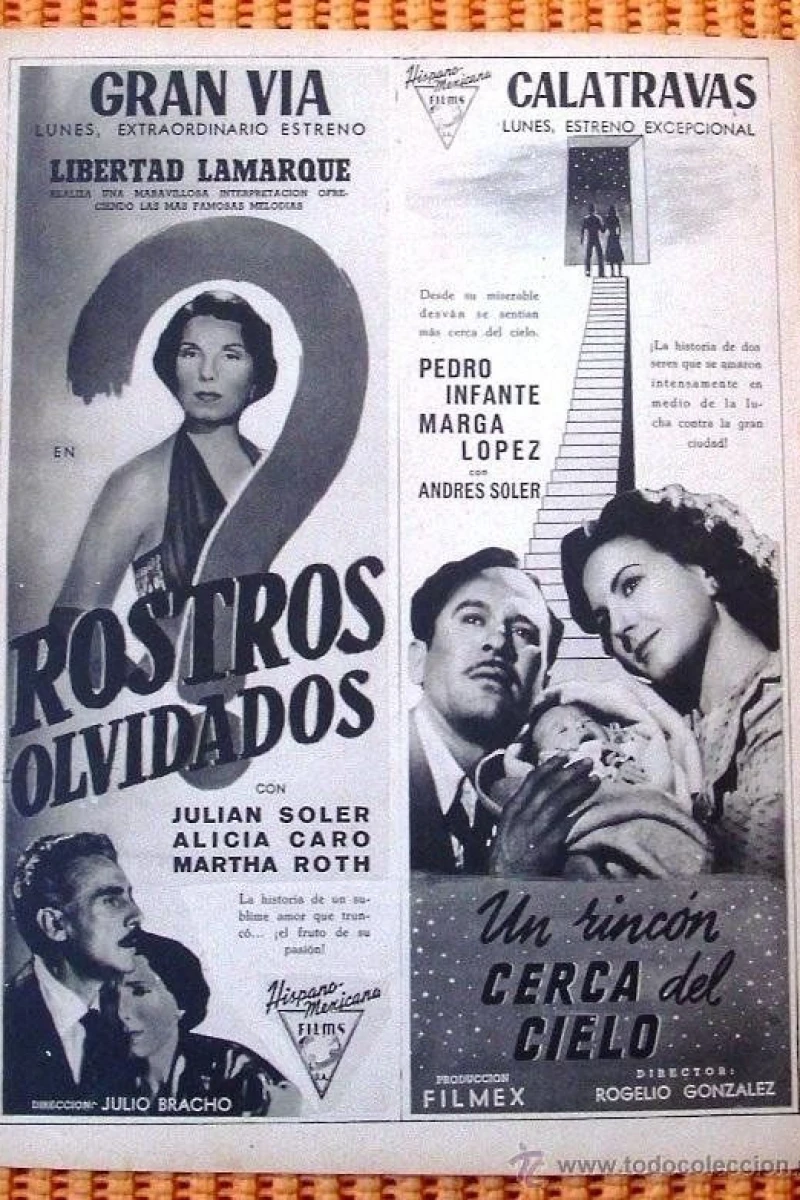 GRAN VIA
LUNES, EXTRAORDINARIO ESTRENO
LIBERTAD LAMARQUE
REALIZA UNA MARAVILLOSA INTERPRETACION OFRE-
CIENDO LAS MAS FAMOSAS MELODIAS
EN
ROSTROS
OLVIDADOS
CON
JULIAN SOLER
ALICIA CARO
MARTHA ROTH
La historia de un su-
blime amor que trun-
có... ¡el fruto de su
pasión!
Hispano-
Mexicana
FILMS
S.A.
DIRECCION: JULIO BRACHO
Hispano-
Mexicana
FILMS
S.A.
CALATRAVAS
LUNES, ESTRENO EXCEPCIONAL
Desde su miserable
desván se sentían
más cerca del cielo.
PEDRO
INFANTE
MARGA
LOPEZ
con
ANDRES SOLER
¡La historia de dos
seres que se amaron
intensamente en
medio de la lu-
cha contra la gran
ciudad!
Un rincón
CERCA del
CIELO
PRODUCCION
FILMEX
DIRECTOR:
ROGELIO GONZALEZ
www.todocoleccion.